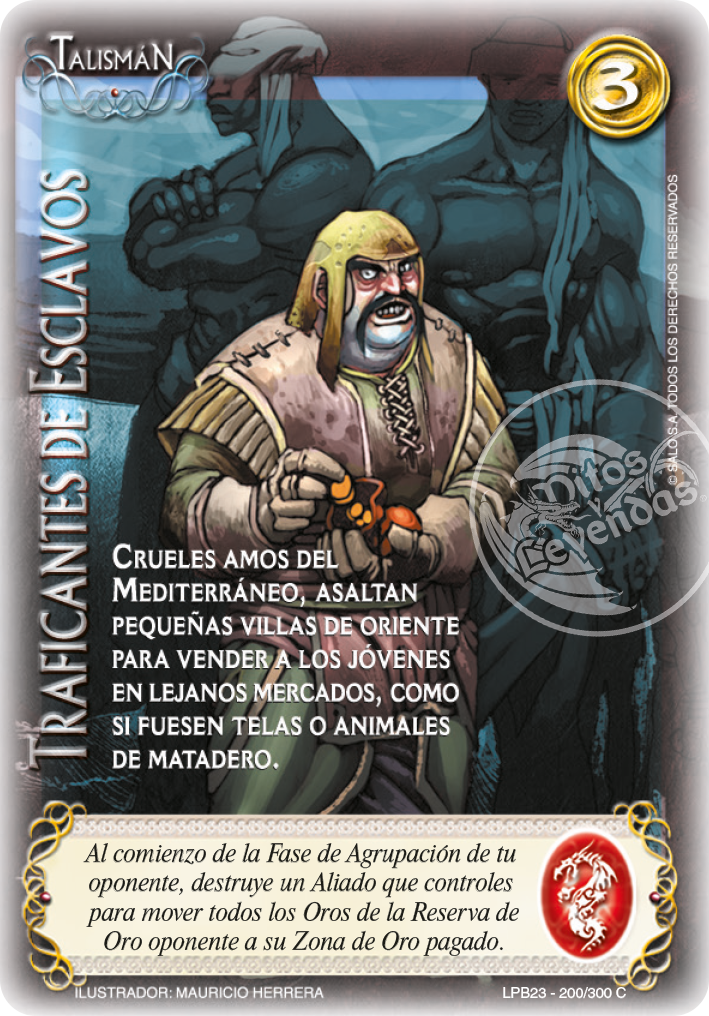 Talismán
3
Traficantes de Esclavos
© SALO S.A. TODOS LOS DERECHOS RESERVADOS
Mitos
y
Leyendas
Crueles amos del
Mediterráneo, asaltan
pequeñas villas de oriente
para vender a los jóvenes
en lejanos mercados, como
si fuesen telas o animales
de matadero.
Al comienzo de la Fase de Agrupación de tu
oponente, destruye un Aliado que controles
para mover todos los Oros de la Reserva de
Oro oponente a su Zona de Oro pagado.
ILUSTRADOR: MAURICIO HERRERA
LPB23 - 200/300 C